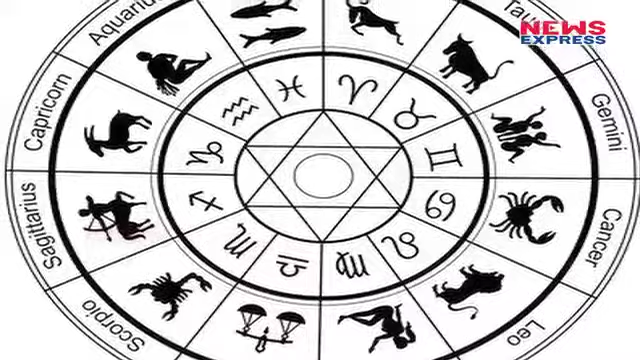 Aquarius
NEWS
EXPRESS
Capricorn
Gemini
Sagittarius
Cancer
Scorpio
Leo